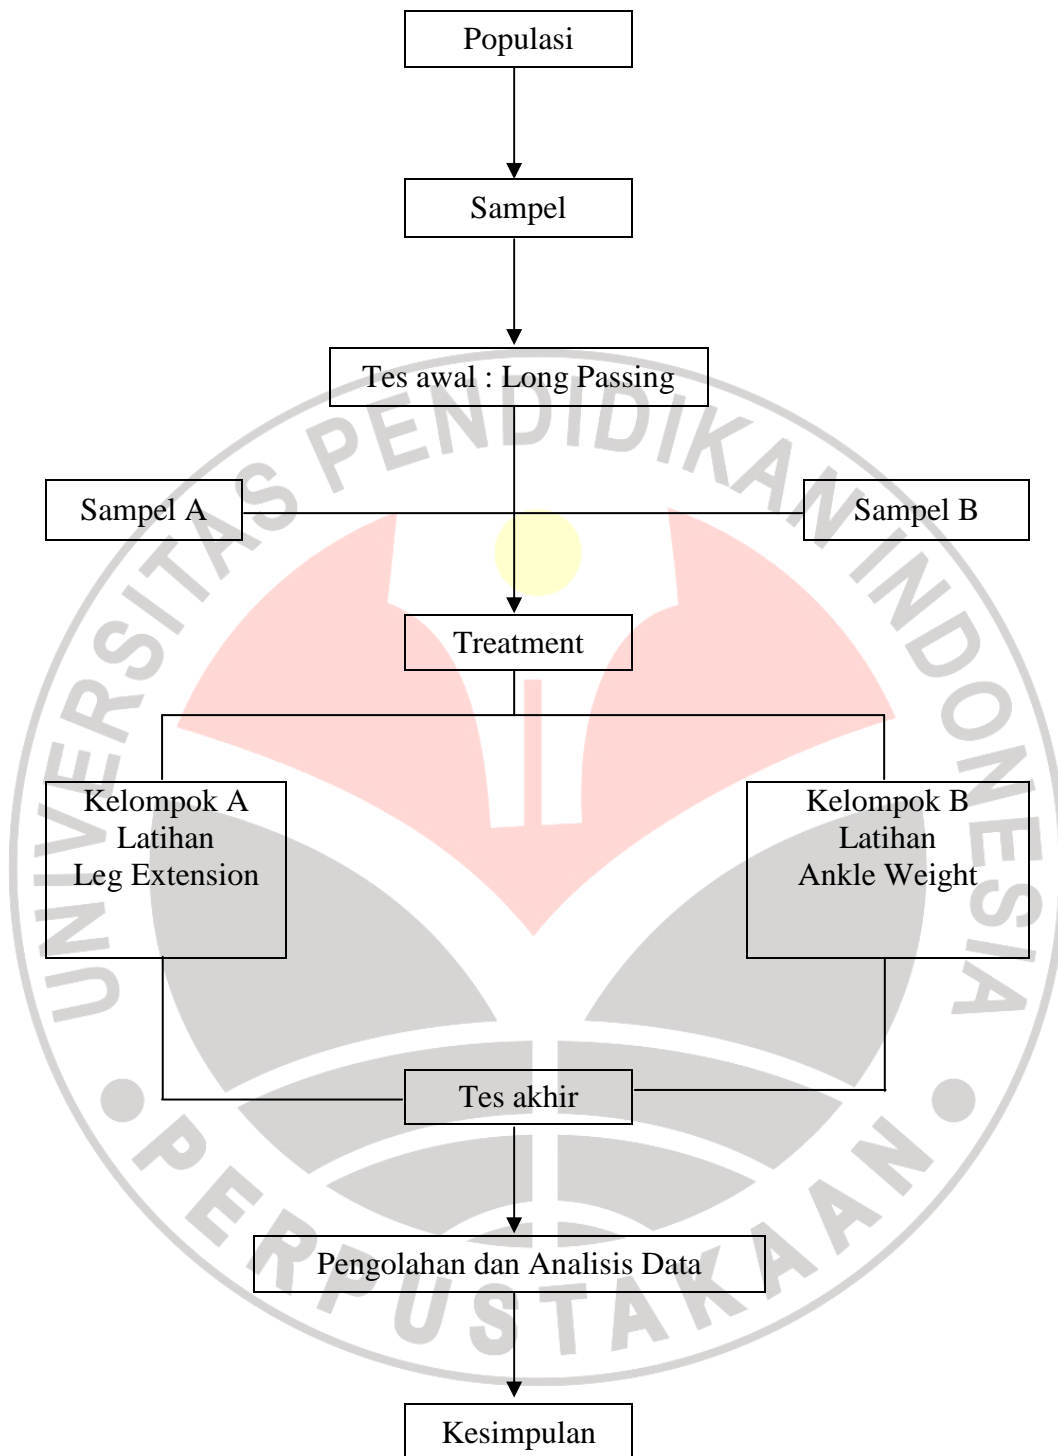 Populasi
Sampel
Tes awal : Long Passing
Sampel A
Sampel B
Treatment
Kelompok A
Latihan
Leg Extension
Kelompok B
Latihan
Ankle Weight
Tes akhir
Pengolahan dan Analisis Data
Kesimpulan
UNIVERSITAS PENDIDIKAN INDONESIA
PERPUSTAKAAN